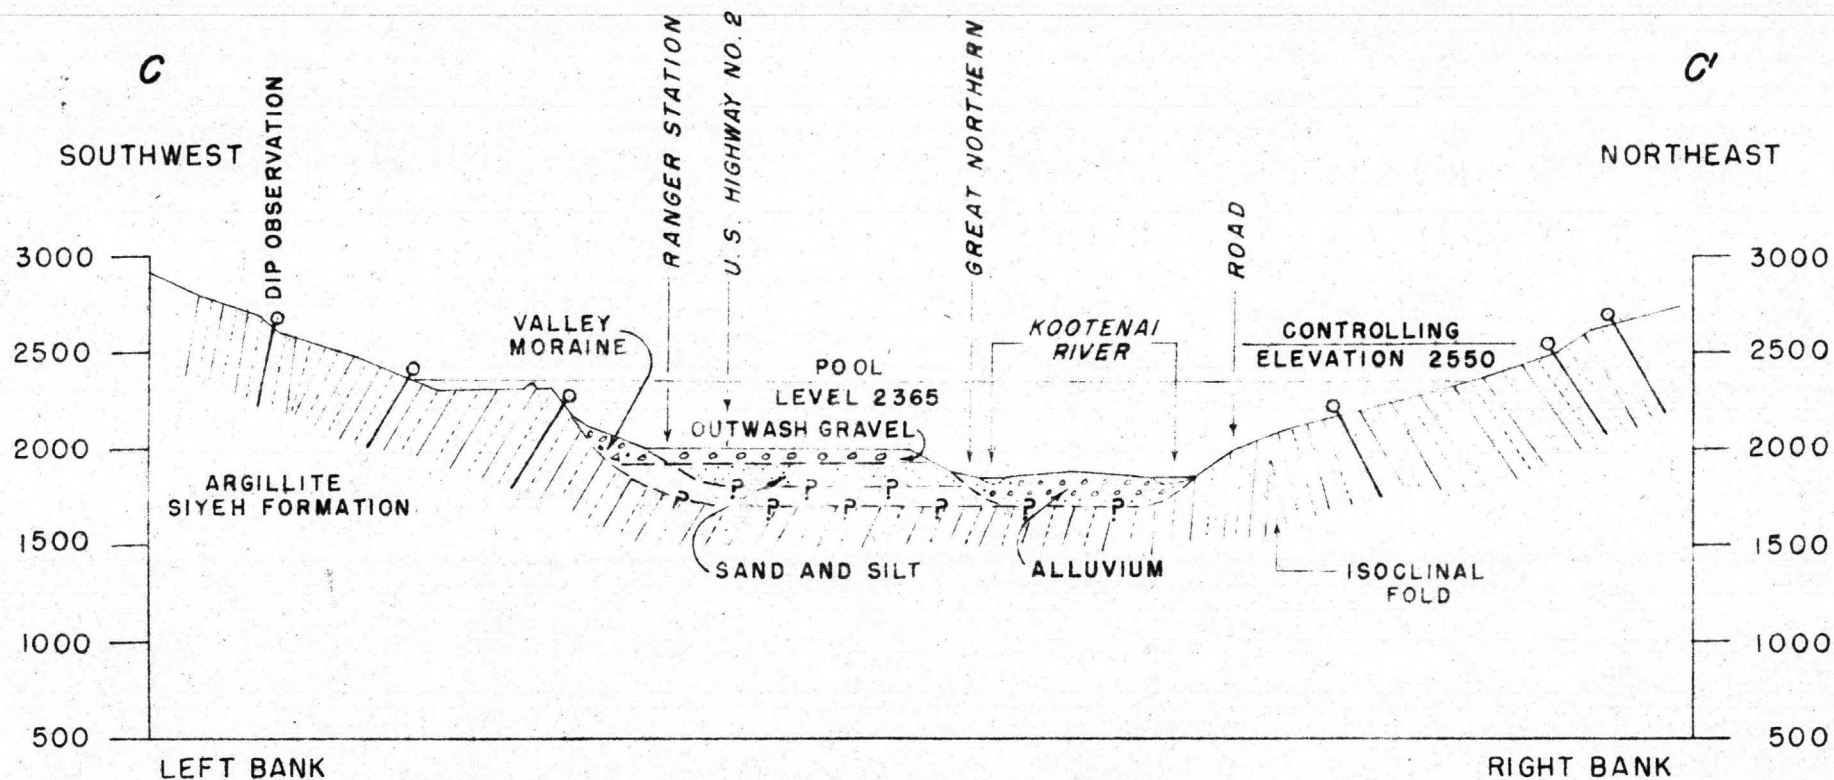 C
C'
SOUTHWEST
NORTHEAST
DIP OBSERVATION
RANGER STATION
U. S. HIGHWAY NO. 2
GREAT NORTHERN
ROAD
3000
3000
VALLEY
MORAINE
KOOTENAI
RIVER
CONTROLLING
ELEVATION 2550
2500
2500
POOL
LEVEL 2365
OUTWASH GRAVEL
2000
2000
ARGILLITE
SIYEH FORMATION
? ? ? ?
? ? ? ? ?
1500
1500
SAND AND SILT
ALLUVIUM
ISOCLINAL
FOLD
1000
1000
500
500
LEFT BANK
RIGHT BANK